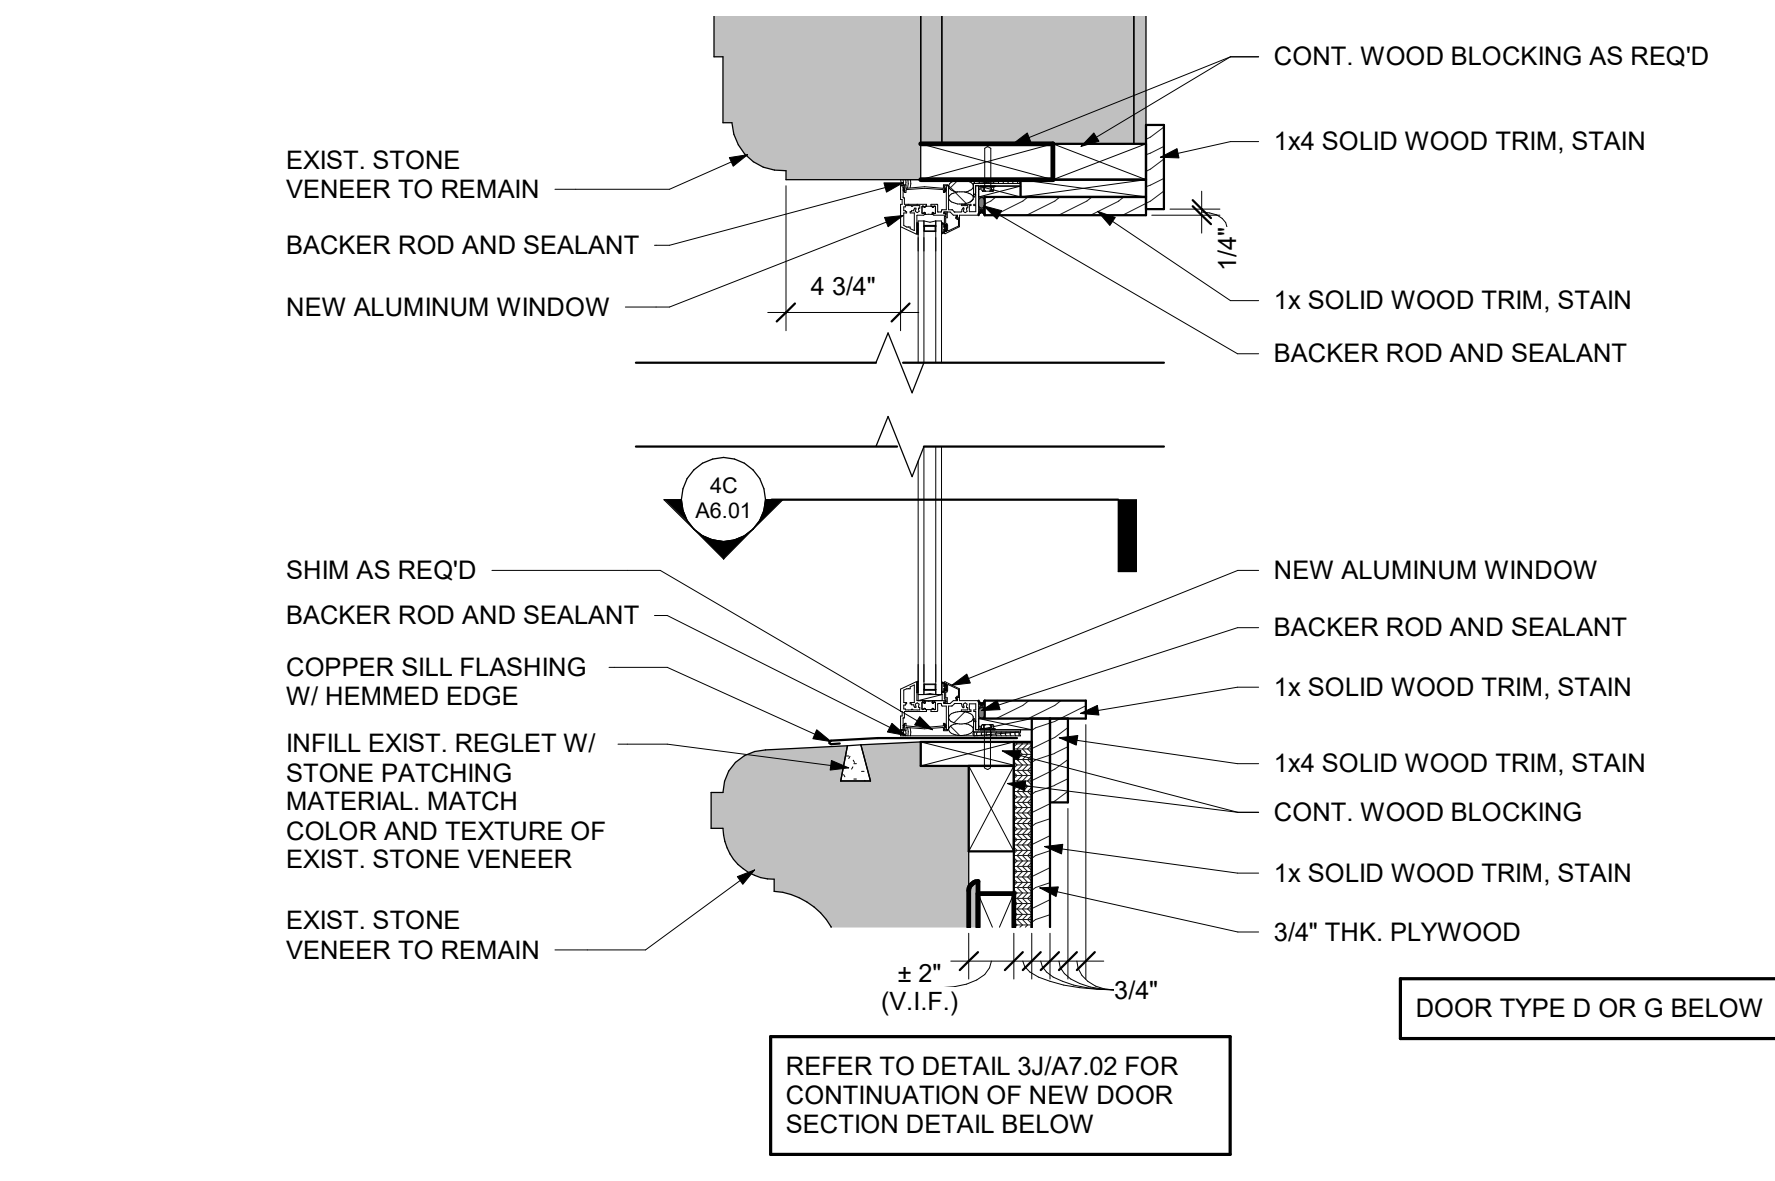 CONT. WOOD BLOCKING AS REQ'D
1x4 SOLID WOOD TRIM, STAIN
EXIST. STONE
VENEER TO REMAIN
BACKER ROD AND SEALANT
1/4"
4 3/4"
NEW ALUMINUM WINDOW
1x SOLID WOOD TRIM, STAIN
BACKER ROD AND SEALANT
4C
A6.01
SHIM AS REQ'D
BACKER ROD AND SEALANT
COPPER SILL FLASHING
W/ HEMMED EDGE
INFILL EXIST. REGLET W/
STONE PATCHING
MATERIAL. MATCH
COLOR AND TEXTURE OF
EXIST. STONE VENEER
EXIST. STONE
VENEER TO REMAIN
NEW ALUMINUM WINDOW
BACKER ROD AND SEALANT
1x SOLID WOOD TRIM, STAIN
1x4 SOLID WOOD TRIM, STAIN
CONT. WOOD BLOCKING
1x SOLID WOOD TRIM, STAIN
3/4" THK. PLYWOOD
± 2"
(V.I.F.)
3/4"
DOOR TYPE D OR G BELOW
REFER TO DETAIL 3J/A7.02 FOR
CONTINUATION OF NEW DOOR
SECTION DETAIL BELOW